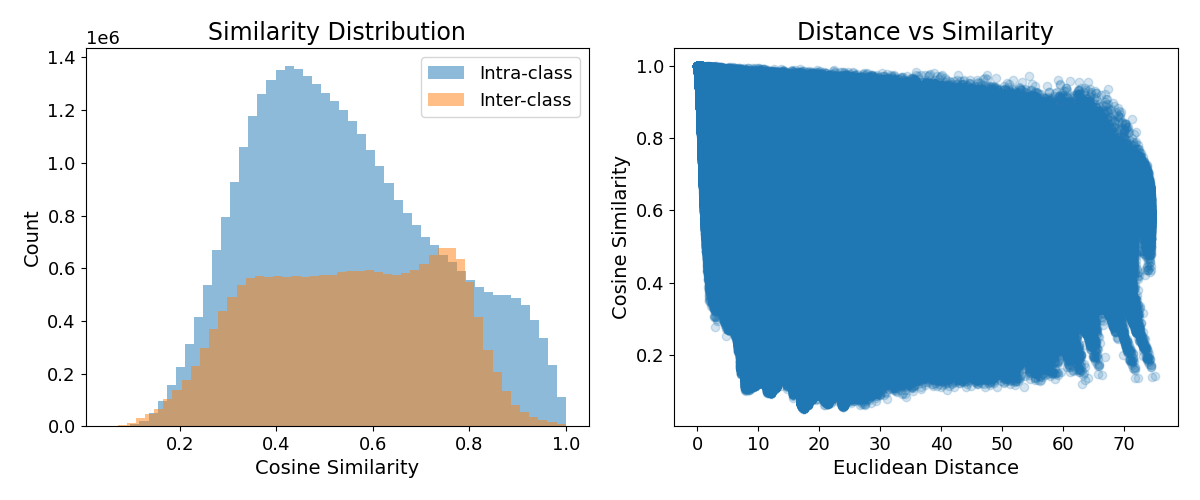 Similarity Distribution
1e6
1.4
1.2
1.0
0.8
0.6
0.4
0.2
0.0
Count
0.2
0.4
0.6
0.8
1.0
Cosine Similarity
Intra-class
Inter-class
Distance vs Similarity
1.0
0.8
0.6
0.4
0.2
Cosine Similarity
0
10
20
30
40
50
60
70
Euclidean Distance